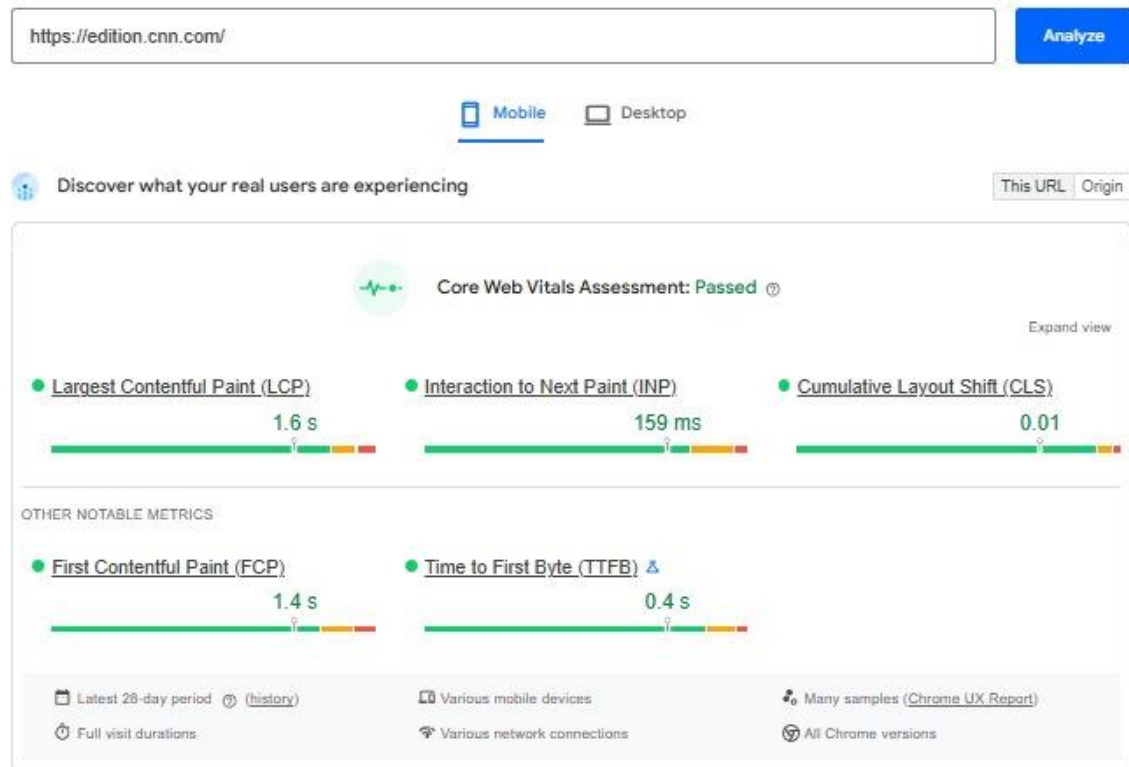 https://edition.cnn.com/
Analyze
Mobile
Desktop
Discover what your real users are experiencing
This URL
Origin
Core Web Vitals Assessment: Passed
Expand view
Largest Contentful Paint (LCP)
1.6 s
Interaction to Next Paint (INP)
159 ms
Cumulative Layout Shift (CLS)
0.01
OTHER NOTABLE METRICS
First Contentful Paint (FCP)
1.4 s
Time to First Byte (TTFB)
0.4 s
Latest 28-day period (history)
Various mobile devices
Many samples (Chrome UX Report)
Full visit durations
Various network connections
All Chrome versions